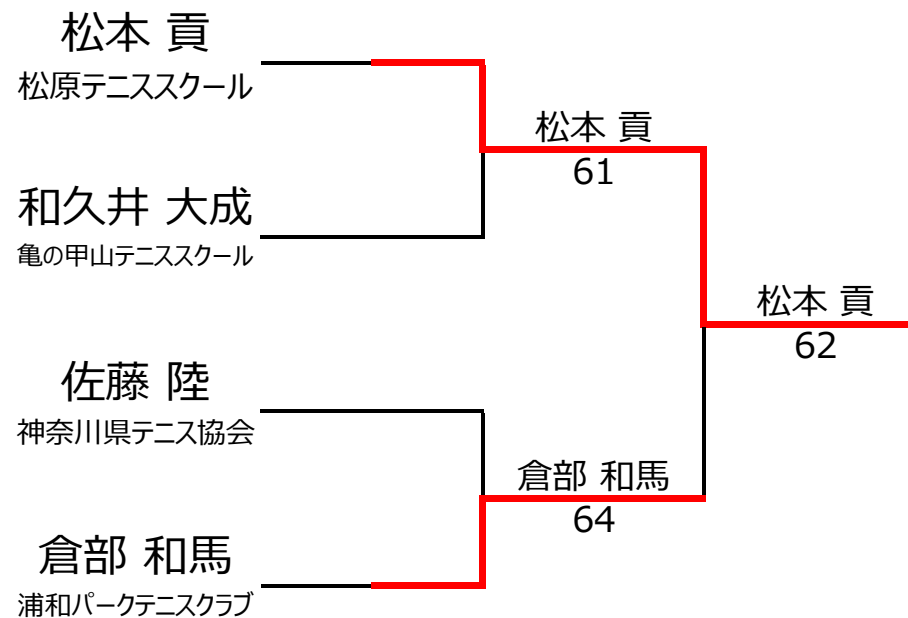 松本 貢
松原テニススクール
松本 貢
61
和久井 大成
亀の甲山テニススクール
松本 貢
62
佐藤 陸
神奈川県テニス協会
倉部 和馬
64
倉部 和馬
浦和パークテニスクラブ